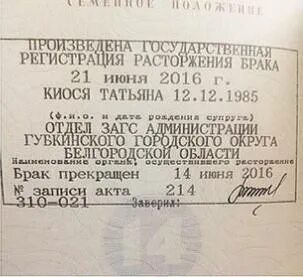 СЕМЕЙНОЕ ПОЛОЖЕНИЕ
ПРОИЗВЕДЕНА ГОСУДАРСТВЕННАЯ
РЕГИСТРАЦИЯ РАСТОРЖЕНИЯ БРАКА
21 июня 2016 г.
КИОСЯ ТАТЬЯНА 12.12.1985
(ф.и.о. и дата рождения супруга)
ОТДЕЛ ЗАГС АДМИНИСТРАЦИИ
ГУБКИНСКОГО ГОРОДСКОГО ОКРУГА
БЕЛГОРОДСКОЙ ОБЛАСТИ
Наименование органа, осуществившего расторжение
Брак прекращен 14 июня 2016
№ записи акта 214
310-021 Заверил:
14